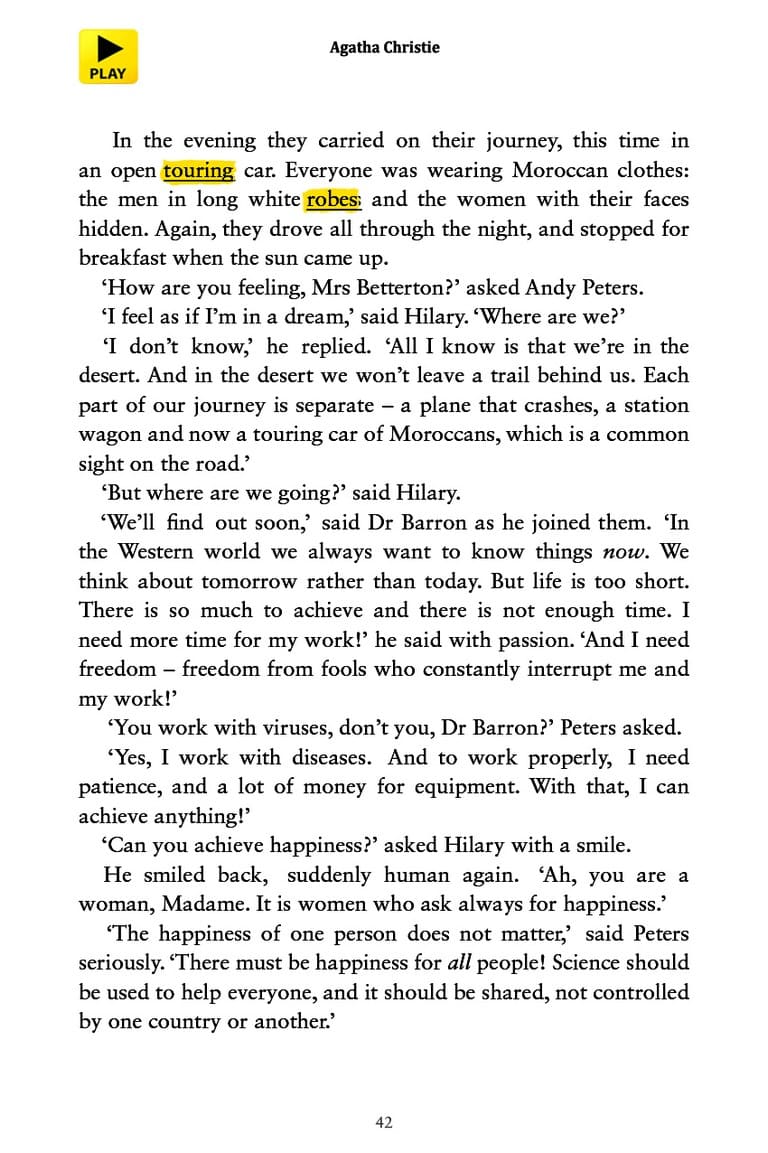 PLAY
Agatha Christie
In the evening they carried on their journey, this time in
an open touring car. Everyone was wearing Moroccan clothes:
the men in long white robes; and the women with their faces
hidden. Again, they drove all through the night, and stopped for
breakfast when the sun came up.
‘How are you feeling, Mrs Betterton?’ asked Andy Peters.
‘I feel as if I’m in a dream,’ said Hilary. ‘Where are we?’
‘I don’t know,’ he replied. ‘All I know is that we’re in the
desert. And in the desert we won’t leave a trail behind us. Each
part of our journey is separate – a plane that crashes, a station
wagon and now a touring car of Moroccans, which is a common
sight on the road.’
‘But where are we going?’ said Hilary.
‘We’ll find out soon,’ said Dr Barron as he joined them. ‘In
the Western world we always want to know things now. We
think about tomorrow rather than today. But life is too short.
There is so much to achieve and there is not enough time. I
need more time for my work!’ he said with passion. ‘And I need
freedom – freedom from fools who constantly interrupt me and
my work!’
‘You work with viruses, don’t you, Dr Barron?’ Peters asked.
‘Yes, I work with diseases. And to work properly, I need
patience, and a lot of money for equipment. With that, I can
achieve anything!’
‘Can you achieve happiness?’ asked Hilary with a smile.
He smiled back, suddenly human again. ‘Ah, you are a
woman, Madame. It is women who ask always for happiness.’
‘The happiness of one person does not matter,’ said Peters
seriously. ‘There must be happiness for all people! Science should
be used to help everyone, and it should be shared, not controlled
by one country or another.’
42